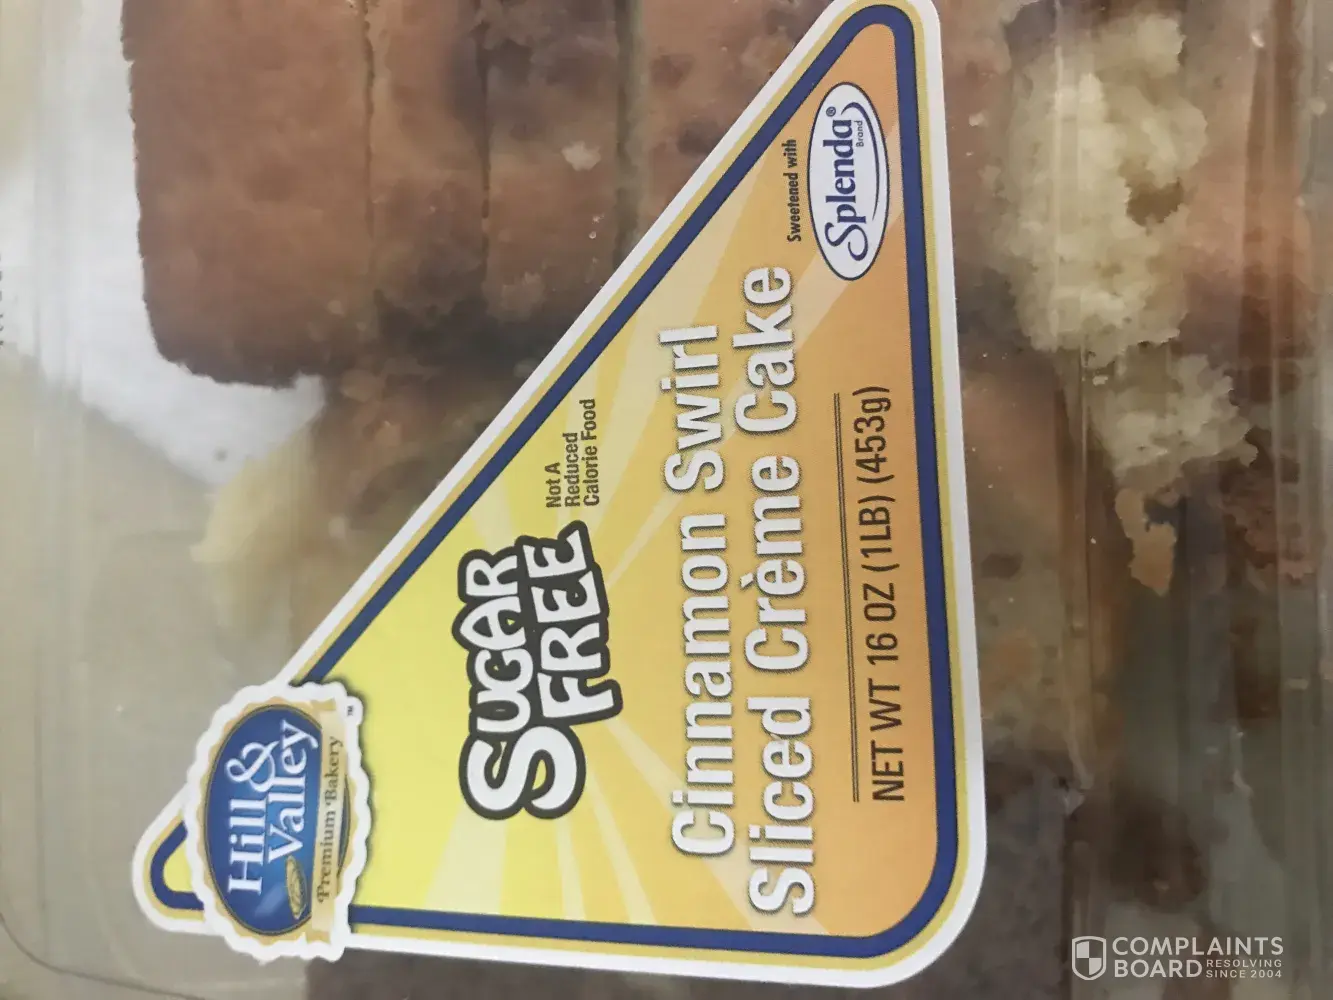 Hill &
Valley
Premium Bakery
™
SUGAR
FREE
Not A
Reduced
Calorie Food
Cinnamon Swirl
Sliced Crème Cake
Sweetened with
Splenda®
Brand
NET WT 16 OZ (1LB) (453g)
COMPLAINTS
BOARD RESOLVING
SINCE 2004